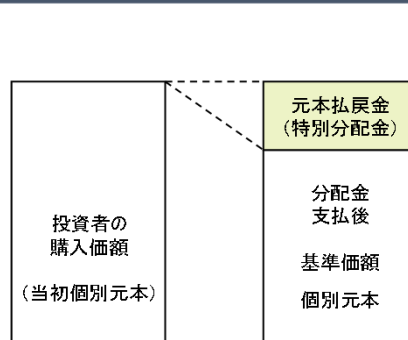 投資者の
購入価額
（当初個別元本）
元本払戻金
（特別分配金）
分配金
支払後
基準価額
個別元本